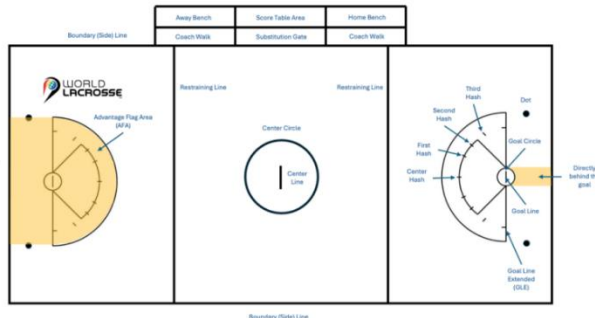 Away Bench
Score Table Area
Home Bench
Boundary (Side) Line
Coach Walk
Substitution Gate
Coach Walk
WORLD
LACROSSE
Restraining Line
Restraining Line
Advantage Flag Area
(AFA)
Third
Hash
Dot
Second
Hash
Center Circle
First
Hash
Goal Circle
Center
Line
Center
Hash
Directly
behind th
goal
Goal Line
Goal Line
Extended
(GLE)
Boundary (Side) Line